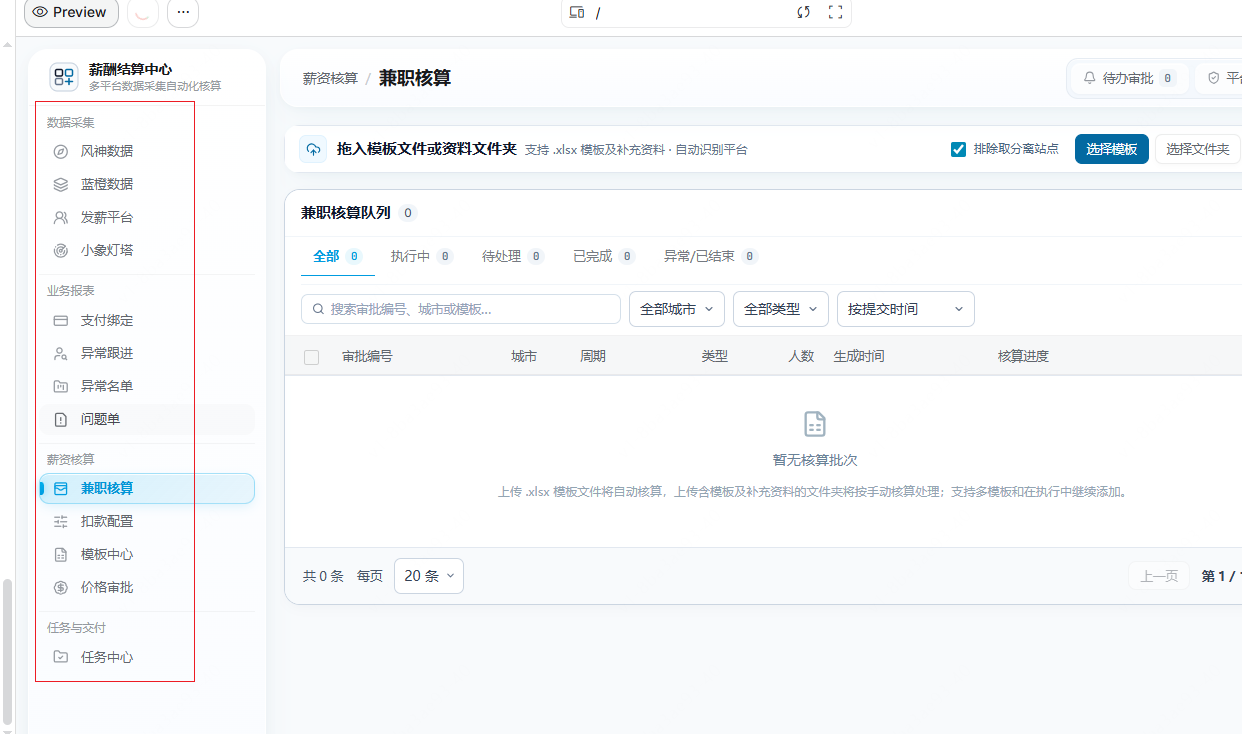 Preview
/
薪酬结算中心
多平台数据采集自动化核算
数据采集
风神数据
蓝橙数据
发薪平台
小象灯塔
业务报表
支付绑定
异常跟进
异常名单
问题单
薪资核算
兼职核算
扣款配置
模板中心
价格审批
任务与交付
任务中心
薪资核算 / 兼职核算
待办审批 0
拖入模板文件或资料文件夹 支持 .xlsx 模板及补充资料 · 自动识别平台
排除取分离站点 选择模板 选择文件夹
兼职核算队列 0
全部 0 执行中 0 待处理 0 已完成 0 异常/已结束 0
搜索审批编号、城市或模板... 全部城市 全部类型 按提交时间
审批编号 城市 周期 类型 人数 生成时间 核算进度
暂无核算批次
上传 .xlsx 模板文件将自动核算，上传含模板及补充资料的文件夹将按手动核算处理；支持多模板和在执行中继续添加。
共 0 条 每页 20 条 上一页 第 1 /